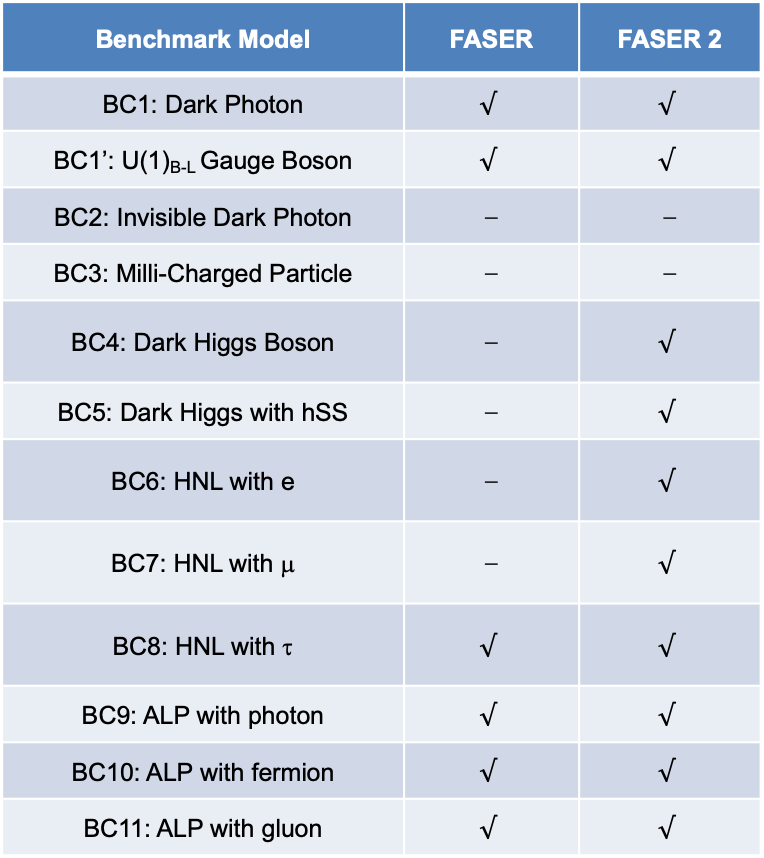 Benchmark Model FASER FASER 2
BC1: Dark Photon √ √
BC1’: U(1)B-L Gauge Boson √ √
BC2: Invisible Dark Photon – –
BC3: Milli-Charged Particle – –
BC4: Dark Higgs Boson – √
BC5: Dark Higgs with hSS – √
BC6: HNL with e – √
BC7: HNL with μ – √
BC8: HNL with τ √ √
BC9: ALP with photon √ √
BC10: ALP with fermion √ √
BC11: ALP with gluon √ √